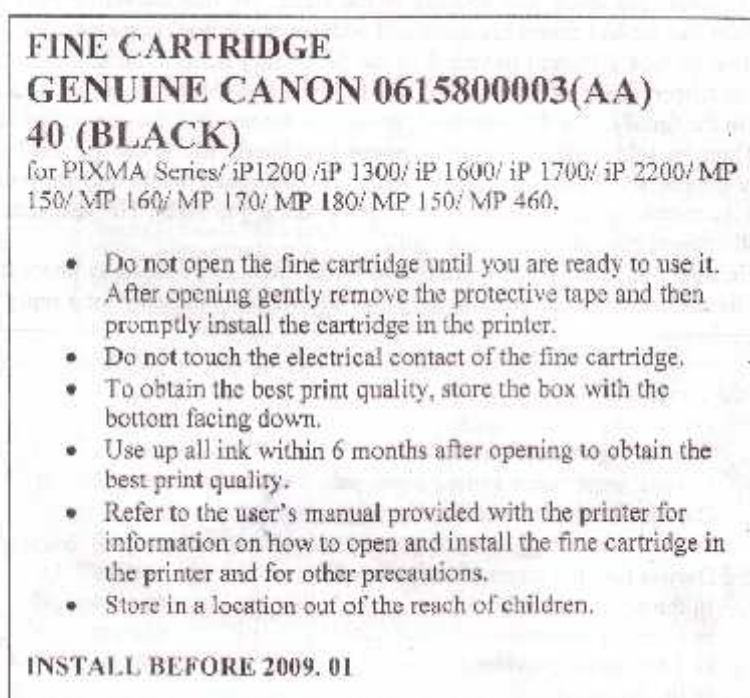 FINE CARTRIDGE
GENUINE CANON 0615800003(AA)
40 (BLACK)
for PIXMA Series/ iP1200 /iP 1300/ iP 1600/ iP 1700/ iP 2200/ MP
150/ MP 160/ MP 170/ MP 180/ MP 150/ MP 460.
• Do not open the fine cartridge until you are ready to use it.
After opening gently remove the protective tape and then
promptly install the cartridge in the printer.
• Do not touch the electrical contact of the fine cartridge.
• To obtain the best print quality, store the box with the
bottom facing down.
• Use up all ink within 6 months after opening to obtain the
best print quality.
• Refer to the user's manual provided with the printer for
information on how to open and install the fine cartridge in
the printer and for other precautions.
• Store in a location out of the reach of children.
INSTALL BEFORE 2009. 01